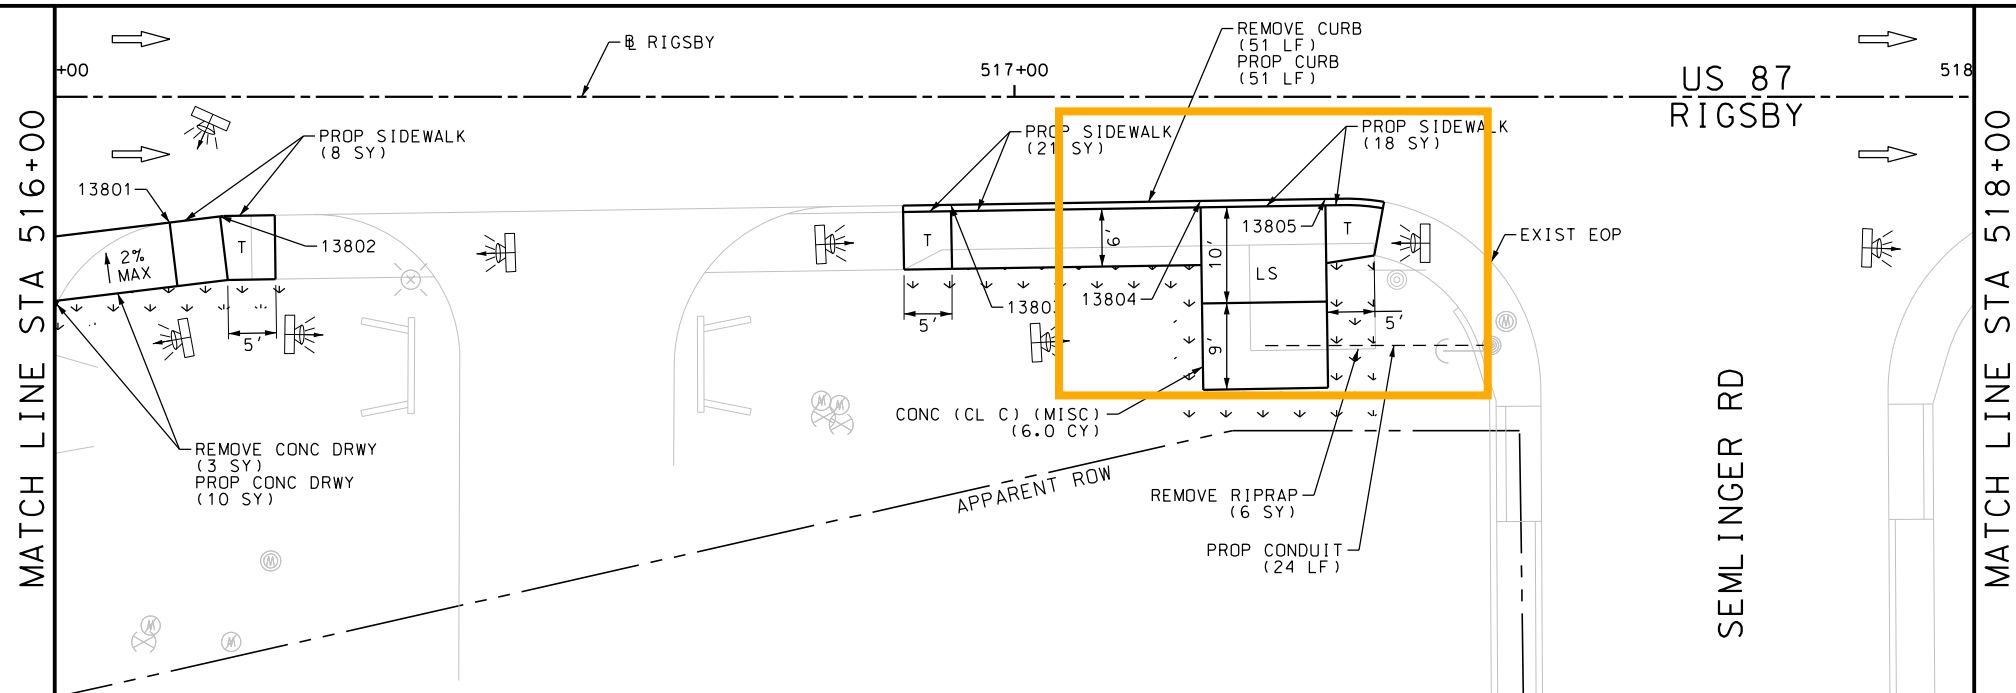 REMOVE CURB
(51 LF)
PROP CURB
(51 LF)
℄ RIGSBY
+00
517+00
518
US 87
RIGSBY
PROP SIDEWALK
(8 SY)
PROP SIDEWALK
(21 SY)
PROP SIDEWALK
(18 SY)
13801
13802
T
2%
MAX
5'
T
6'
10'
13805
T
EXIST EOP
LS
13803
13804
5'
5'
9'
CONC (CL C) (MISC)
(6.0 CY)
REMOVE CONC DRWY
(3 SY)
PROP CONC DRWY
(10 SY)
APPARENT ROW
REMOVE RIPRAP
(6 SY)
PROP CONDUIT
(24 LF)
SEMLINGER RD
MATCH LINE STA 516+00
MATCH LINE STA 518+00
W
W
W
W
W
W